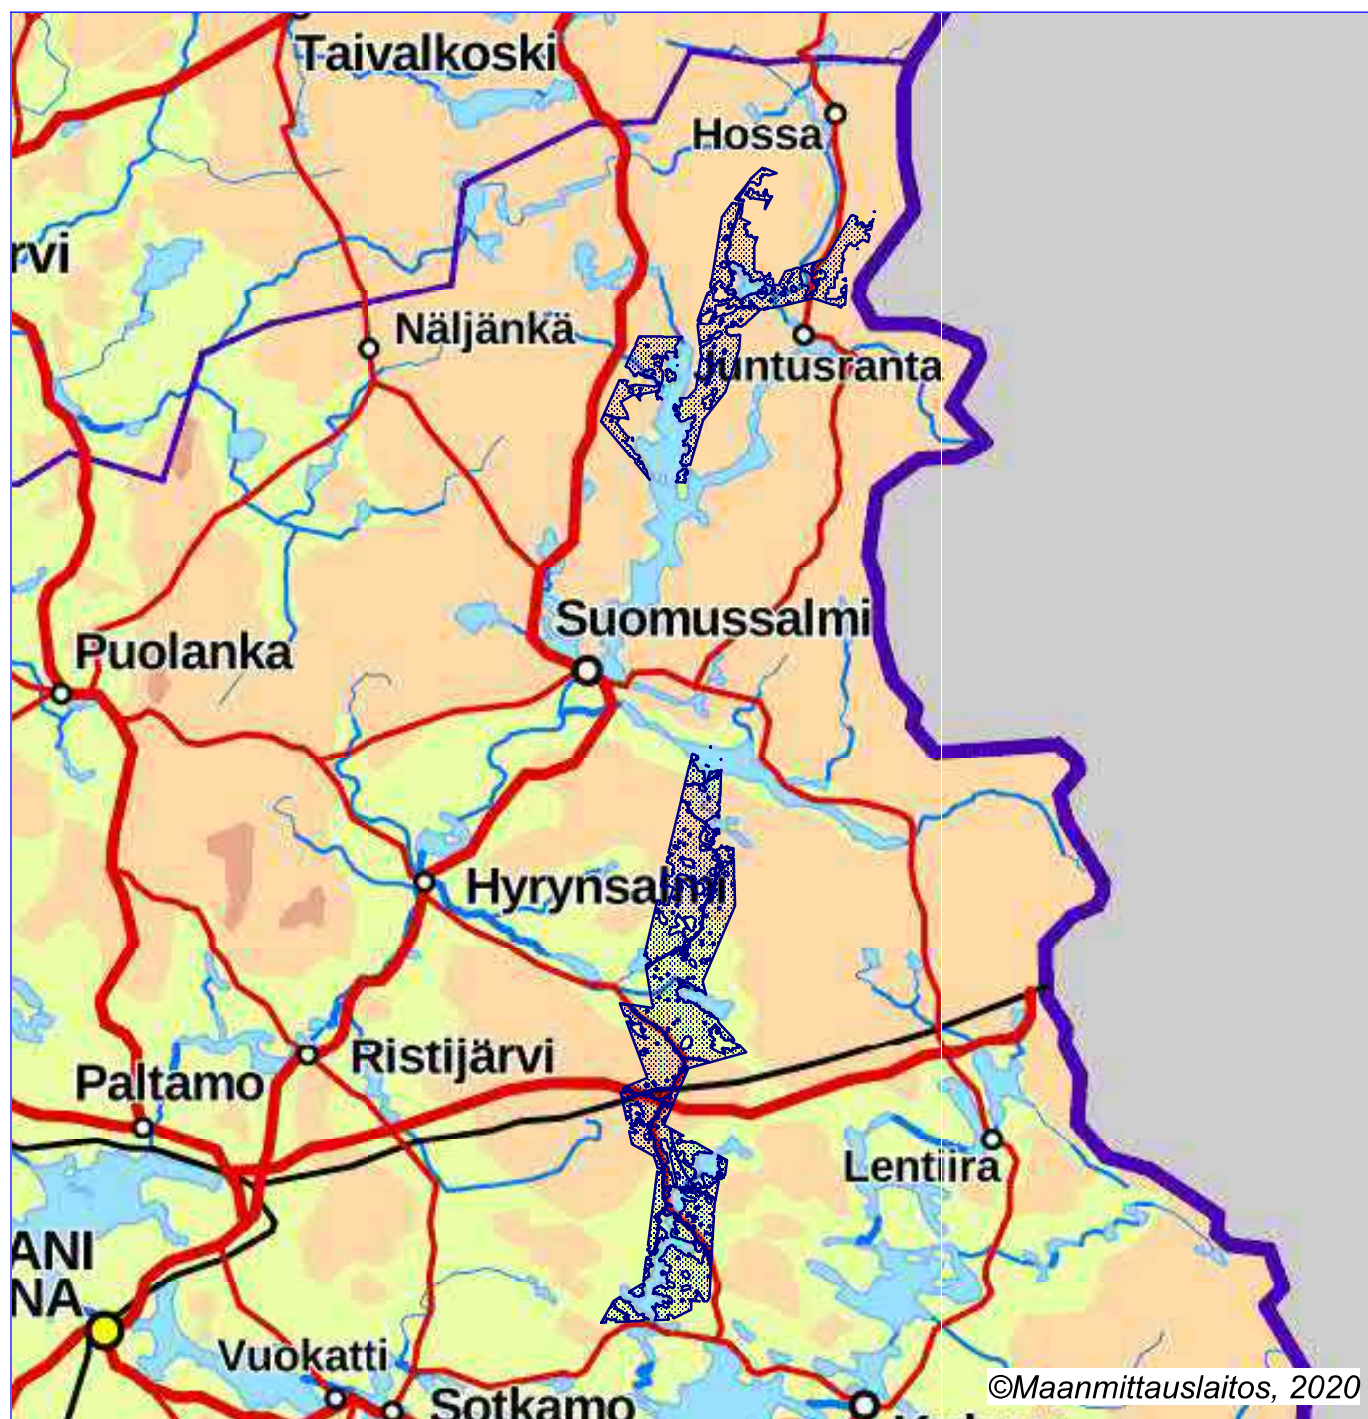 Taivalkoski
Hossa
rvi
Näljänkä
Juntusranta
Suomussalmi
Puolanka
Hyrynsalmi
Ristijärvi
Paltamo
Lentiira
ANI
NA
Vuokatti
Sotkamo
©Maanmittauslaitos, 2020